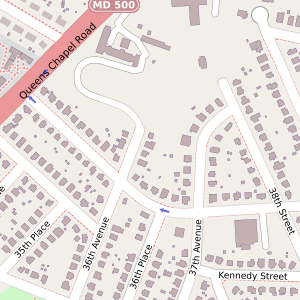 MD 500
Queens Chapel Road
38th Street
35th Place
36th Avenue
36th Place
37th Avenue
Kennedy Street